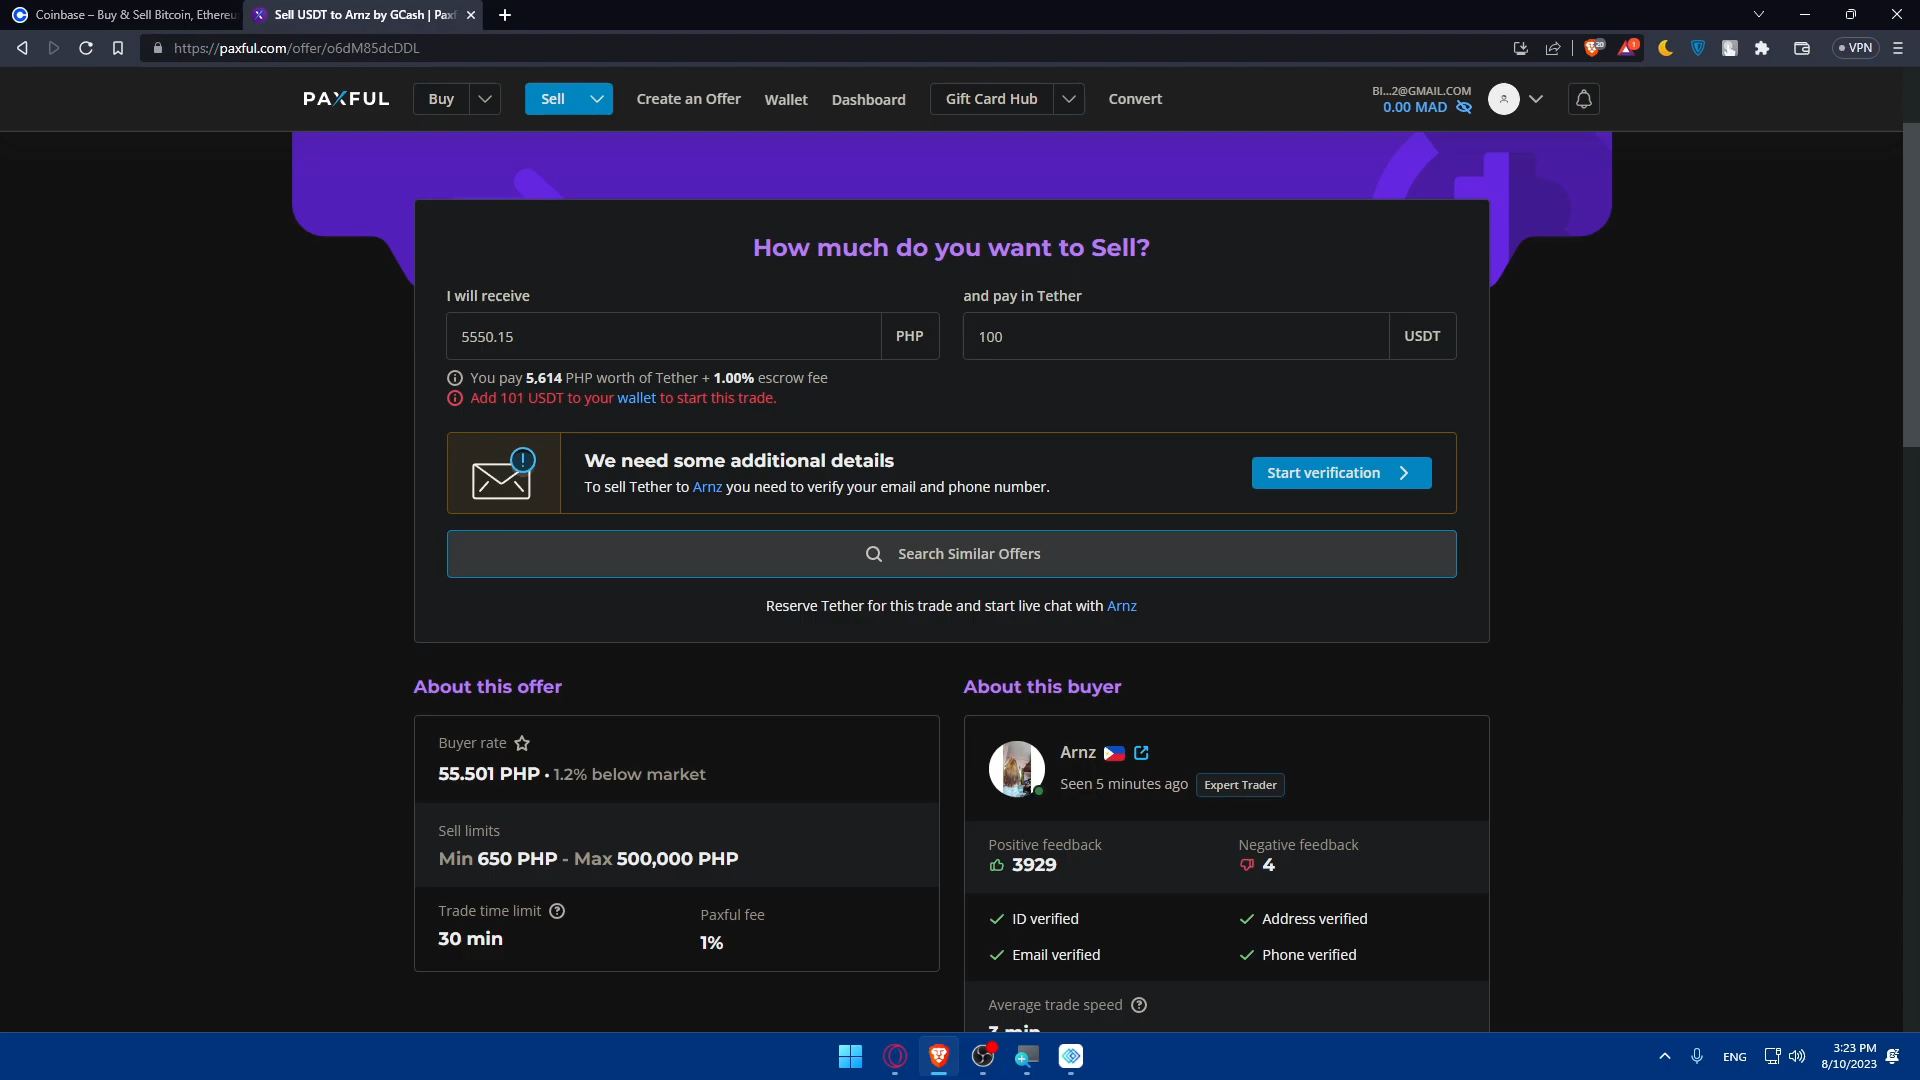 Coinbase – Buy & Sell Bitcoin, Ethereu
Sell USDT to Arnz by GCash | Paxf
https://paxful.com/offer/o6dM85dcDDL
20
1
VPN
PAXFUL
Buy
Sell
Create an Offer
Wallet
Dashboard
Gift Card Hub
Convert
BI...2@GMAIL.COM
0.00 MAD
How much do you want to Sell?
I will receive
and pay in Tether
5550.15
PHP
100
USDT
You pay 5,614 PHP worth of Tether + 1.00% escrow fee
Add 101 USDT to your wallet to start this trade.
We need some additional details
To sell Tether to Arnz you need to verify your email and phone number.
Start verification
Search Similar Offers
Reserve Tether for this trade and start live chat with Arnz
About this offer
About this buyer
Buyer rate
55.501 PHP • 1.2% below market
Sell limits
Min 650 PHP - Max 500,000 PHP
Trade time limit
30 min
Paxful fee
1%
Arnz
Seen 5 minutes ago
Expert Trader
Positive feedback
3929
Negative feedback
4
ID verified
Address verified
Email verified
Phone verified
Average trade speed
3 min
ENG
3:23 PM
8/10/2023